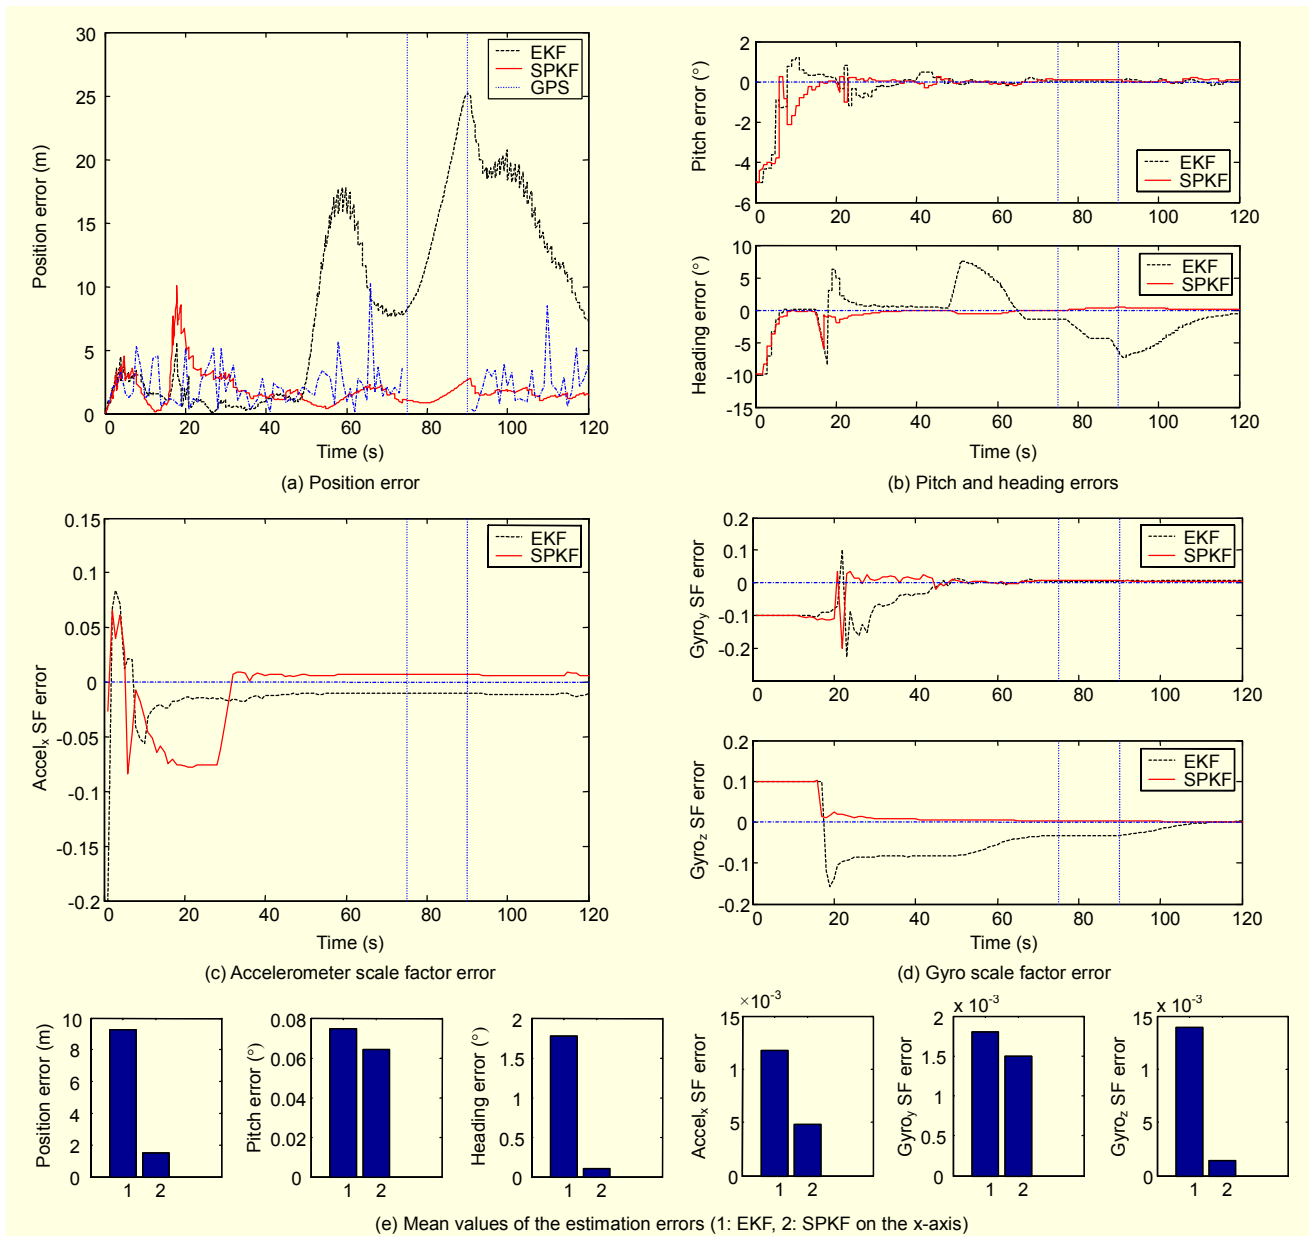 30
25
20
15
10
5
0
Position error (m)
EKF
SPKF
GPS
0 20 40 60 80 100 120
Time (s)
(a) Position error
2
0
-2
-4
-6
Pitch error (°)
EKF
SPKF
0 20 40 60 80 100 120
10
5
0
-5
-10
-15
Heading error (°)
EKF
SPKF
0 20 40 60 80 100 120
Time (s)
(b) Pitch and heading errors
0.15
0.1
0.05
0
-0.05
-0.1
-0.15
-0.2
Accelx SF error
EKF
SPKF
0 20 40 60 80 100 120
Time (s)
(c) Accelerometer scale factor error
0.2
0.1
0
-0.1
-0.2
Gyroy SF error
EKF
SPKF
0 20 40 60 80 100 120
0.2
0.1
0
-0.1
-0.2
Gyroz SF error
EKF
SPKF
0 20 40 60 80 100 120
Time (s)
(d) Gyro scale factor error
10
8
6
4
2
0
Position error (m)
1 2
0.08
0.06
0.04
0.02
0
Pitch error (°)
1 2
2
1.5
1
0.5
0
Heading error (°)
1 2
×10-3
15
10
5
0
Accelx SF error
1 2
x 10-3
2
1.5
1
0.5
0
Gyroy SF error
1 2
x 10-3
15
10
5
0
Gyroz SF error
1 2
(e) Mean values of the estimation errors (1: EKF, 2: SPKF on the x-axis)